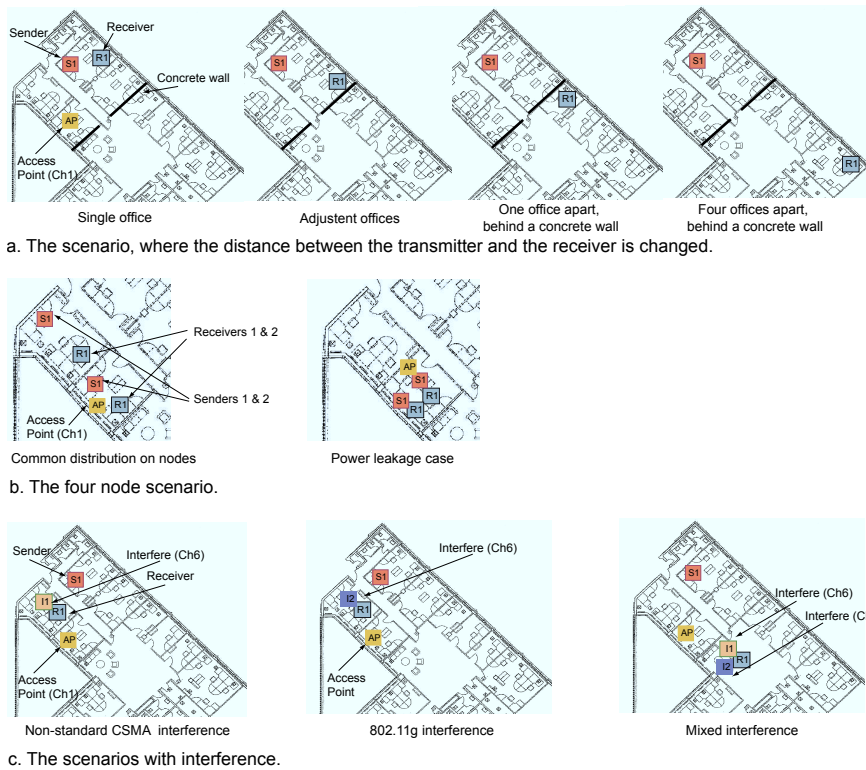 Receiver
Sender
S1
R1
Concrete wall
AP
Access
Point (Ch1)
Single office
S1
R1
Adjustent offices
S1
R1
One office apart,
behind a concrete wall
S1
R1
Four offices apart,
behind a concrete wall
a. The scenario, where the distance between the transmitter and the receiver is changed.
S1
R1
S1
AP
R1
Receivers 1 & 2
Senders 1 & 2
Access
Point (Ch1)
Common distribution on nodes
AP
S1
R1
S1
R1
Power leakage case
b. The four node scenario.
Sender
Interfere (Ch6)
Receiver
S1
I1
R1
AP
Access
Point (Ch1)
Non-standard CSMA interference
Interfere (Ch6)
S1
I2
R1
AP
Access
Point
802.11g interference
S1
Interfere (Ch6)
Interfere (C
AP
I1
R1
I2
Mixed interference
c. The scenarios with interference.